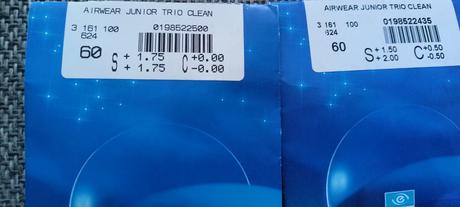 AIRWEAR JUNIOR TRIO CLEAN
3 161 100 0198522500
624
60 S + 1.75 C +0.00
S + 1.75 C -0.00
AIRWEAR JUNIOR TRIO CLEAN
3 161 100 0198522435
624
60 S + 1.50 C +0.50
+ 2.00 -0.50